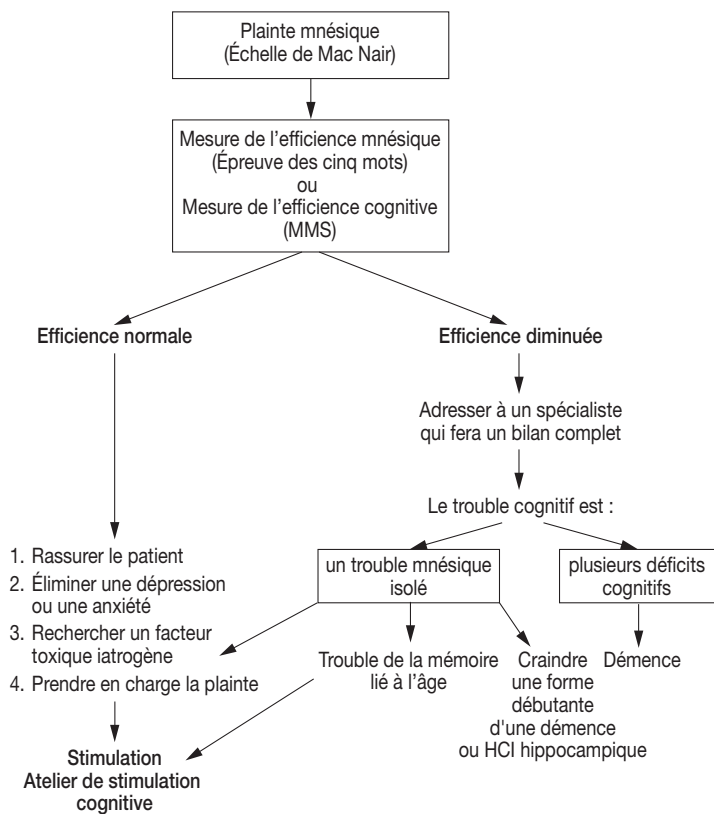 Plainte mnésique
(Échelle de Mac Nair)
Mesure de l'efficience mnésique
(Épreuve des cinq mots)
ou
Mesure de l'efficience cognitive
(MMS)
Efficience normale
Efficience diminuée
Adresser à un spécialiste
qui fera un bilan complet
Le trouble cognitif est :
1. Rassurer le patient
2. Éliminer une dépression
ou une anxiété
3. Rechercher un facteur
toxique iatrogène
4. Prendre en charge la plainte
un trouble mnésique
isolé
plusieurs déficits
cognitifs
Trouble de la mémoire
lié à l'âge
Craindre
une forme
débutante
d'une démence
ou HCI hippocampique
Démence
Stimulation
Atelier de stimulation
cognitive